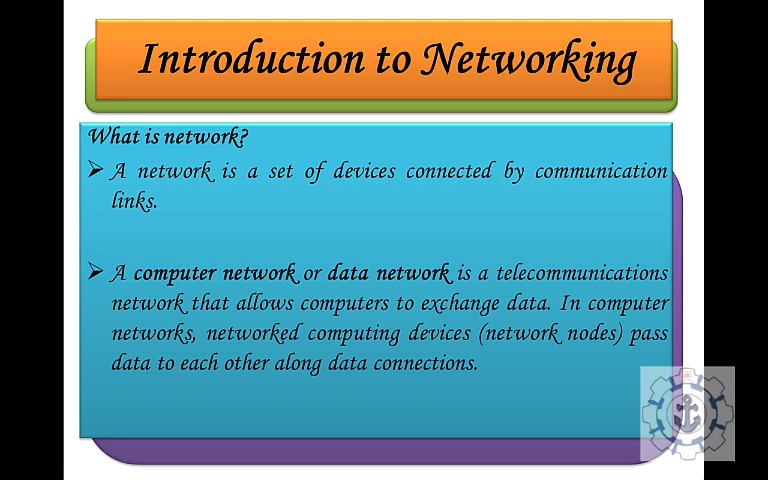 Introduction to Networking
What is network?
➢ A network is a set of devices connected by communication
links.
➢ A computer network or data network is a telecommunications
network that allows computers to exchange data. In computer
networks, networked computing devices (network nodes) pass
data to each other along data connections.